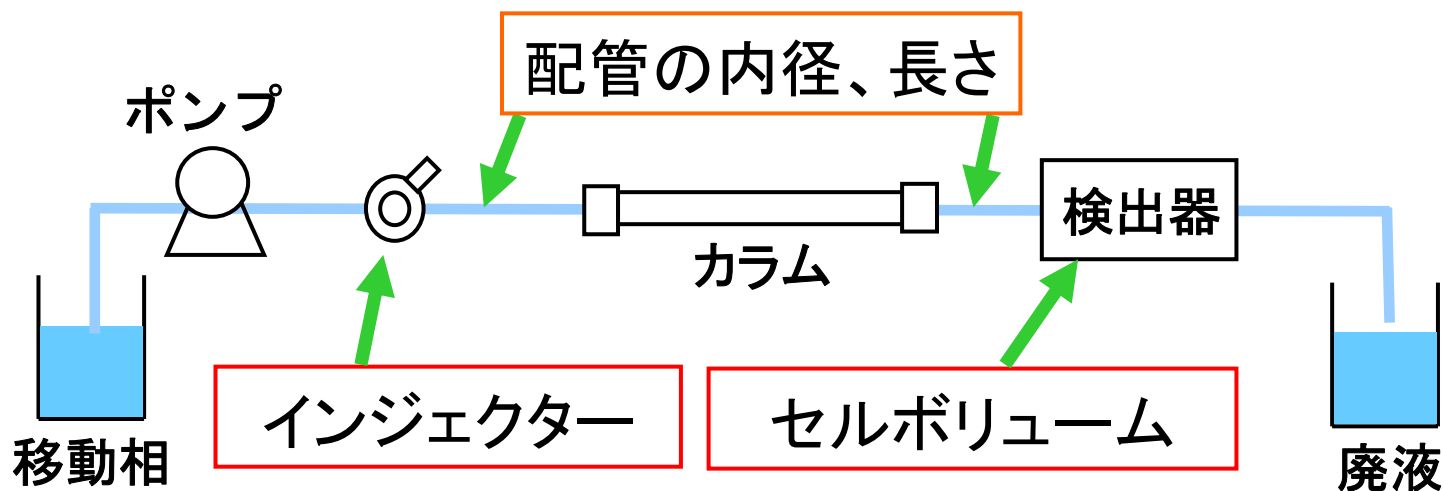 配管の内径、長さ
ポンプ
検出器
カラム
インジェクター
セルボリューム
移動相
廃液